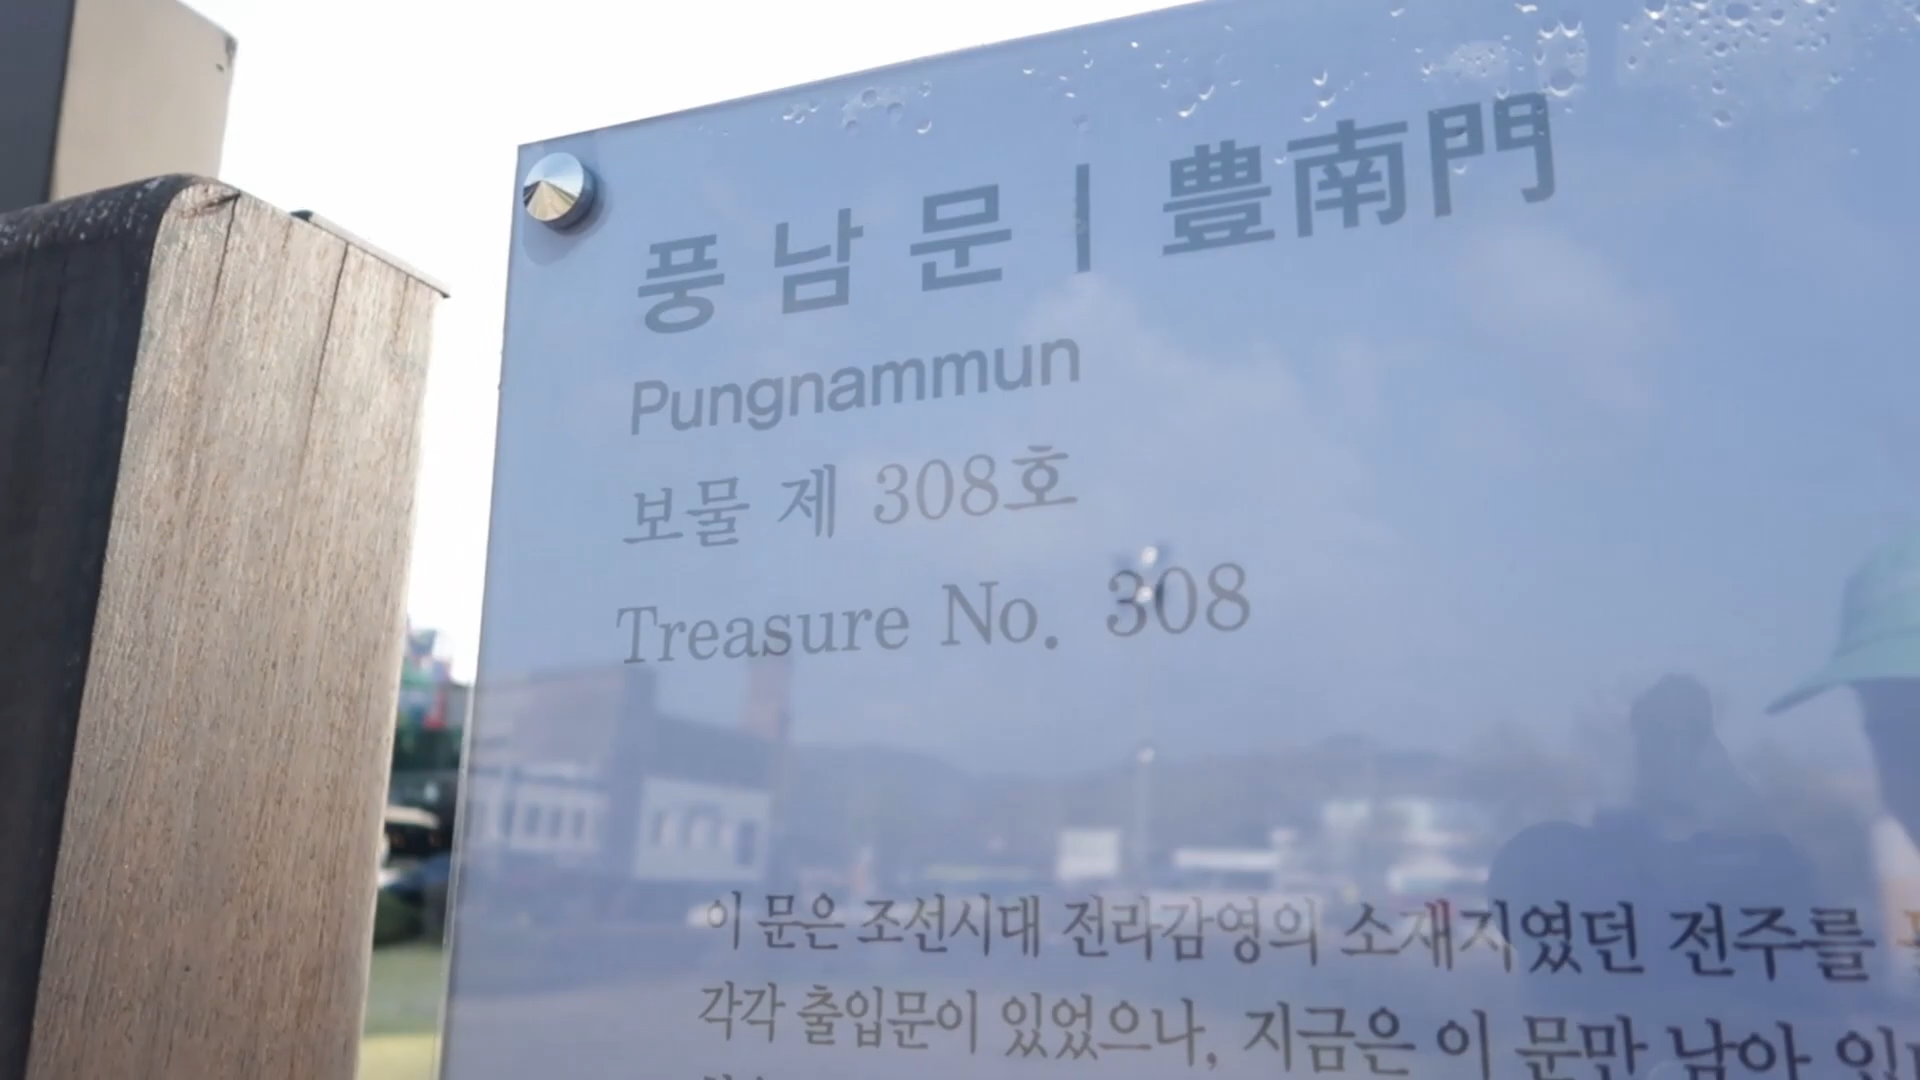 풍남문 | 豊南門
Pungnammun
보물 제 308호
Treasure No. 308
이 문은 조선시대 전라감영의 소재지였던 전주를
각각 출입문이 있었으나, 지금은 이 문만 남아